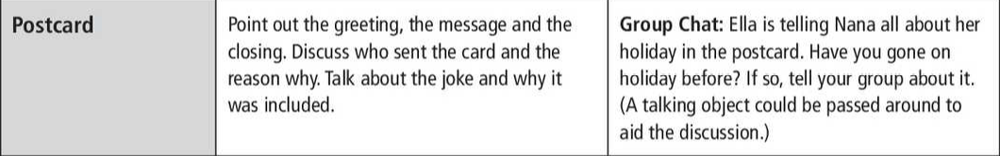 Postcard
Point out the greeting, the message and the
closing. Discuss who sent the card and the
reason why. Talk about the joke and why it
was included.
Group Chat: Ella is telling Nana all about her
holiday in the postcard. Have you gone on
holiday before? If so, tell your group about it.
(A talking object could be passed around to
aid the discussion.)